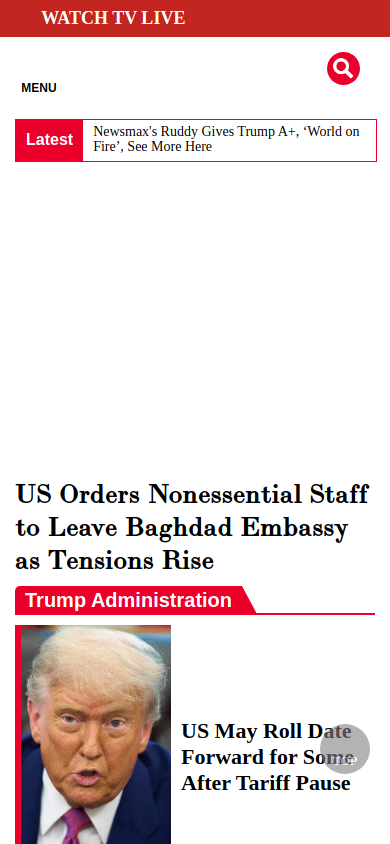 WATCH TV LIVE
MENU
Latest
Newsmax's Ruddy Gives Trump A+, ‘World on
Fire’, See More Here
US Orders Nonessential Staff
to Leave Baghdad Embassy
as Tensions Rise
Trump Administration
US May Roll Date
Forward for Some
After Tariff Pause